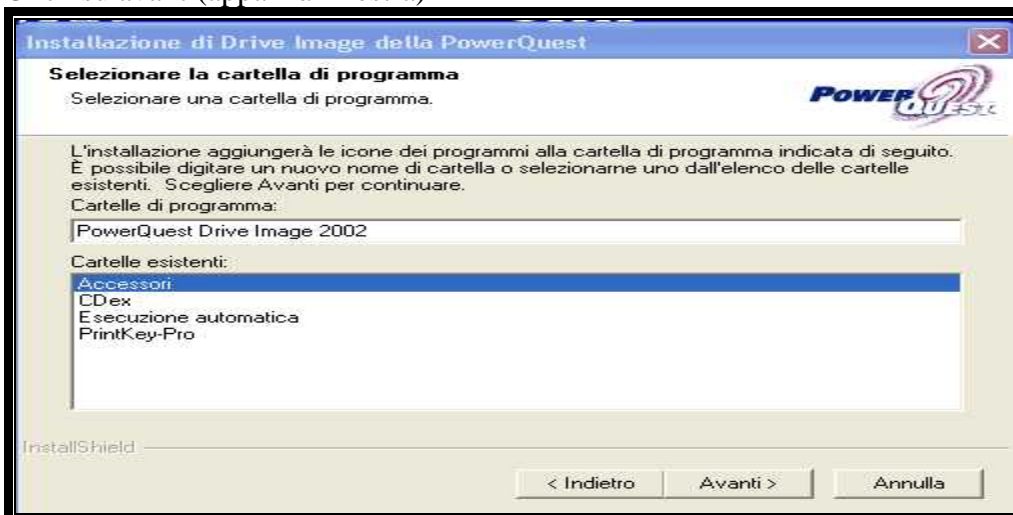 Installazione di Drive Image della PowerQuest
Selezionare la cartella di programma
Selezionare una cartella di programma.
POWERQUEST
L'installazione aggiungerà le icone dei programmi alla cartella di programma indicata di seguito.
È possibile digitare un nuovo nome di cartella o selezionarne uno dall'elenco delle cartelle
esistenti. Scegliere Avanti per continuare.
Cartelle di programma:
PowerQuest Drive Image 2002
Cartelle esistenti:
Accessori
CDex
Esecuzione automatica
PrintKey-Pro
InstallShield
< Indietro
Avanti >
Annulla